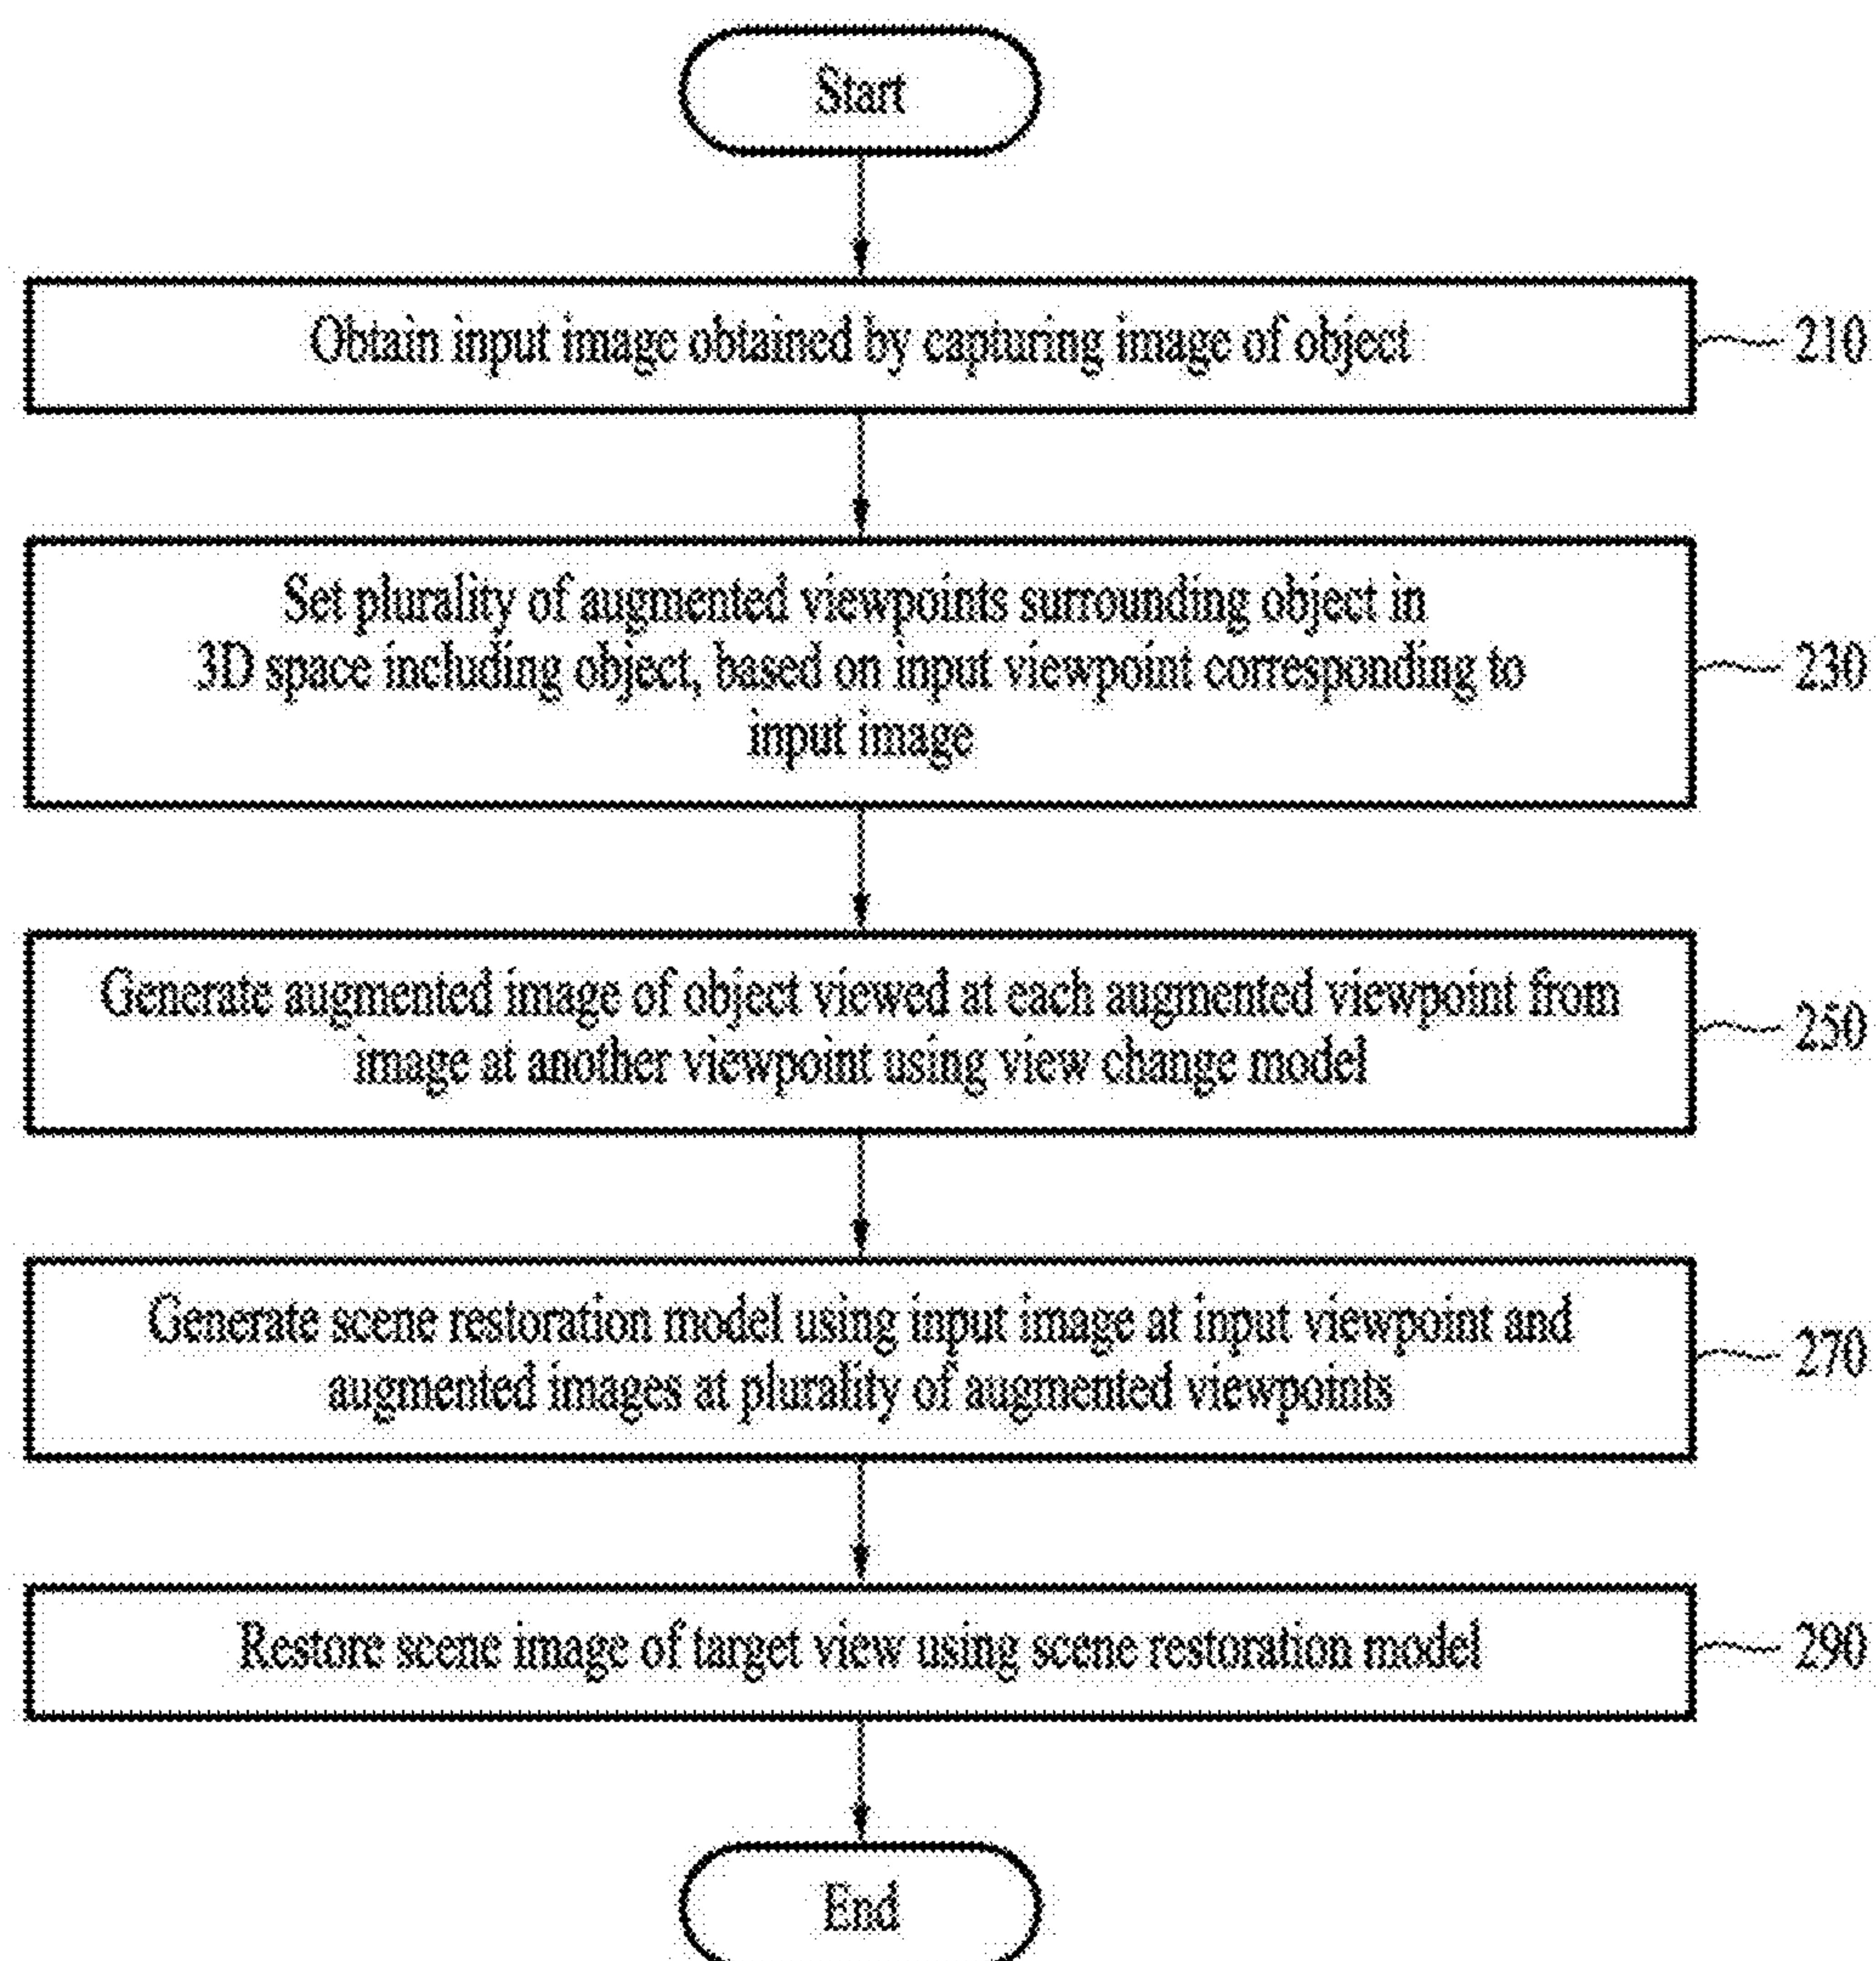 Start
Obtain input image obtained by capturing image of object
210
Set plurality of augmented viewpoints surrounding object in
3D space including object, based on input viewpoint corresponding to
input image
230
Generate augmented image of object viewed at each augmented viewpoint from
image at another viewpoint using view change model
250
Generate scene restoration model using input image at input viewpoint and
augmented images at plurality of augmented viewpoints
270
Restore scene image of target view using scene restoration model
290
End